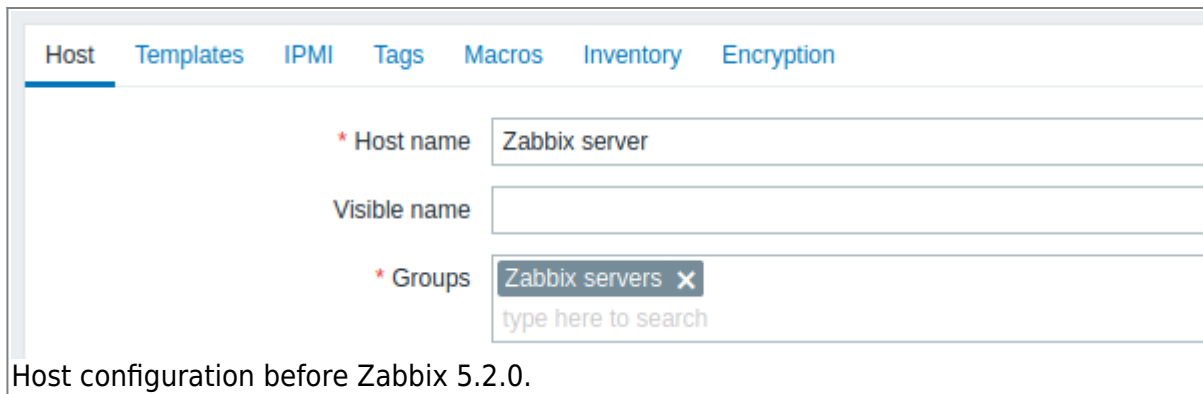 Host Templates IPMI Tags Macros Inventory Encryption
* Host name Zabbix server
Visible name
* Groups Zabbix servers ×
type here to search
Host configuration before Zabbix 5.2.0.